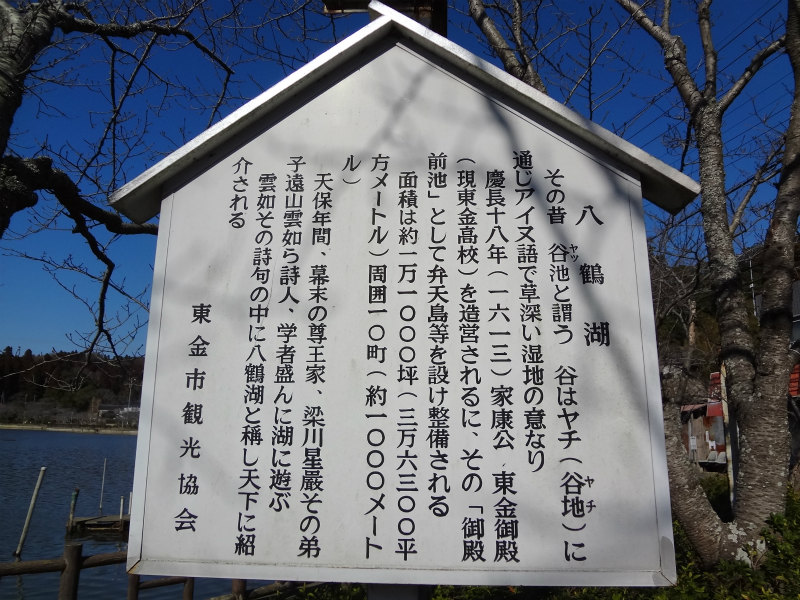 八鶴湖
その昔 谷池と謂う 谷はヤチ（谷地）に
ヤツ
ヤチ
通じアイヌ語で草深い湿地の意なり
慶長十八年（一六一三）家康公 東金御殿
（現東金高校）を造営されるに、その「御殿
前池」として弁天島等を設け整備される
面積は約一万一〇〇〇坪（三万六三〇〇平
方メートル）周囲一〇町（約一〇〇〇メート
ル）
天保年間、幕末の尊王家、梁川星巌その弟
子遠山雲如ら詩人、学者盛んに湖に遊ぶ
雲如その詩句の中に八鶴湖と稱し天下に紹
介される
東金市観光協会